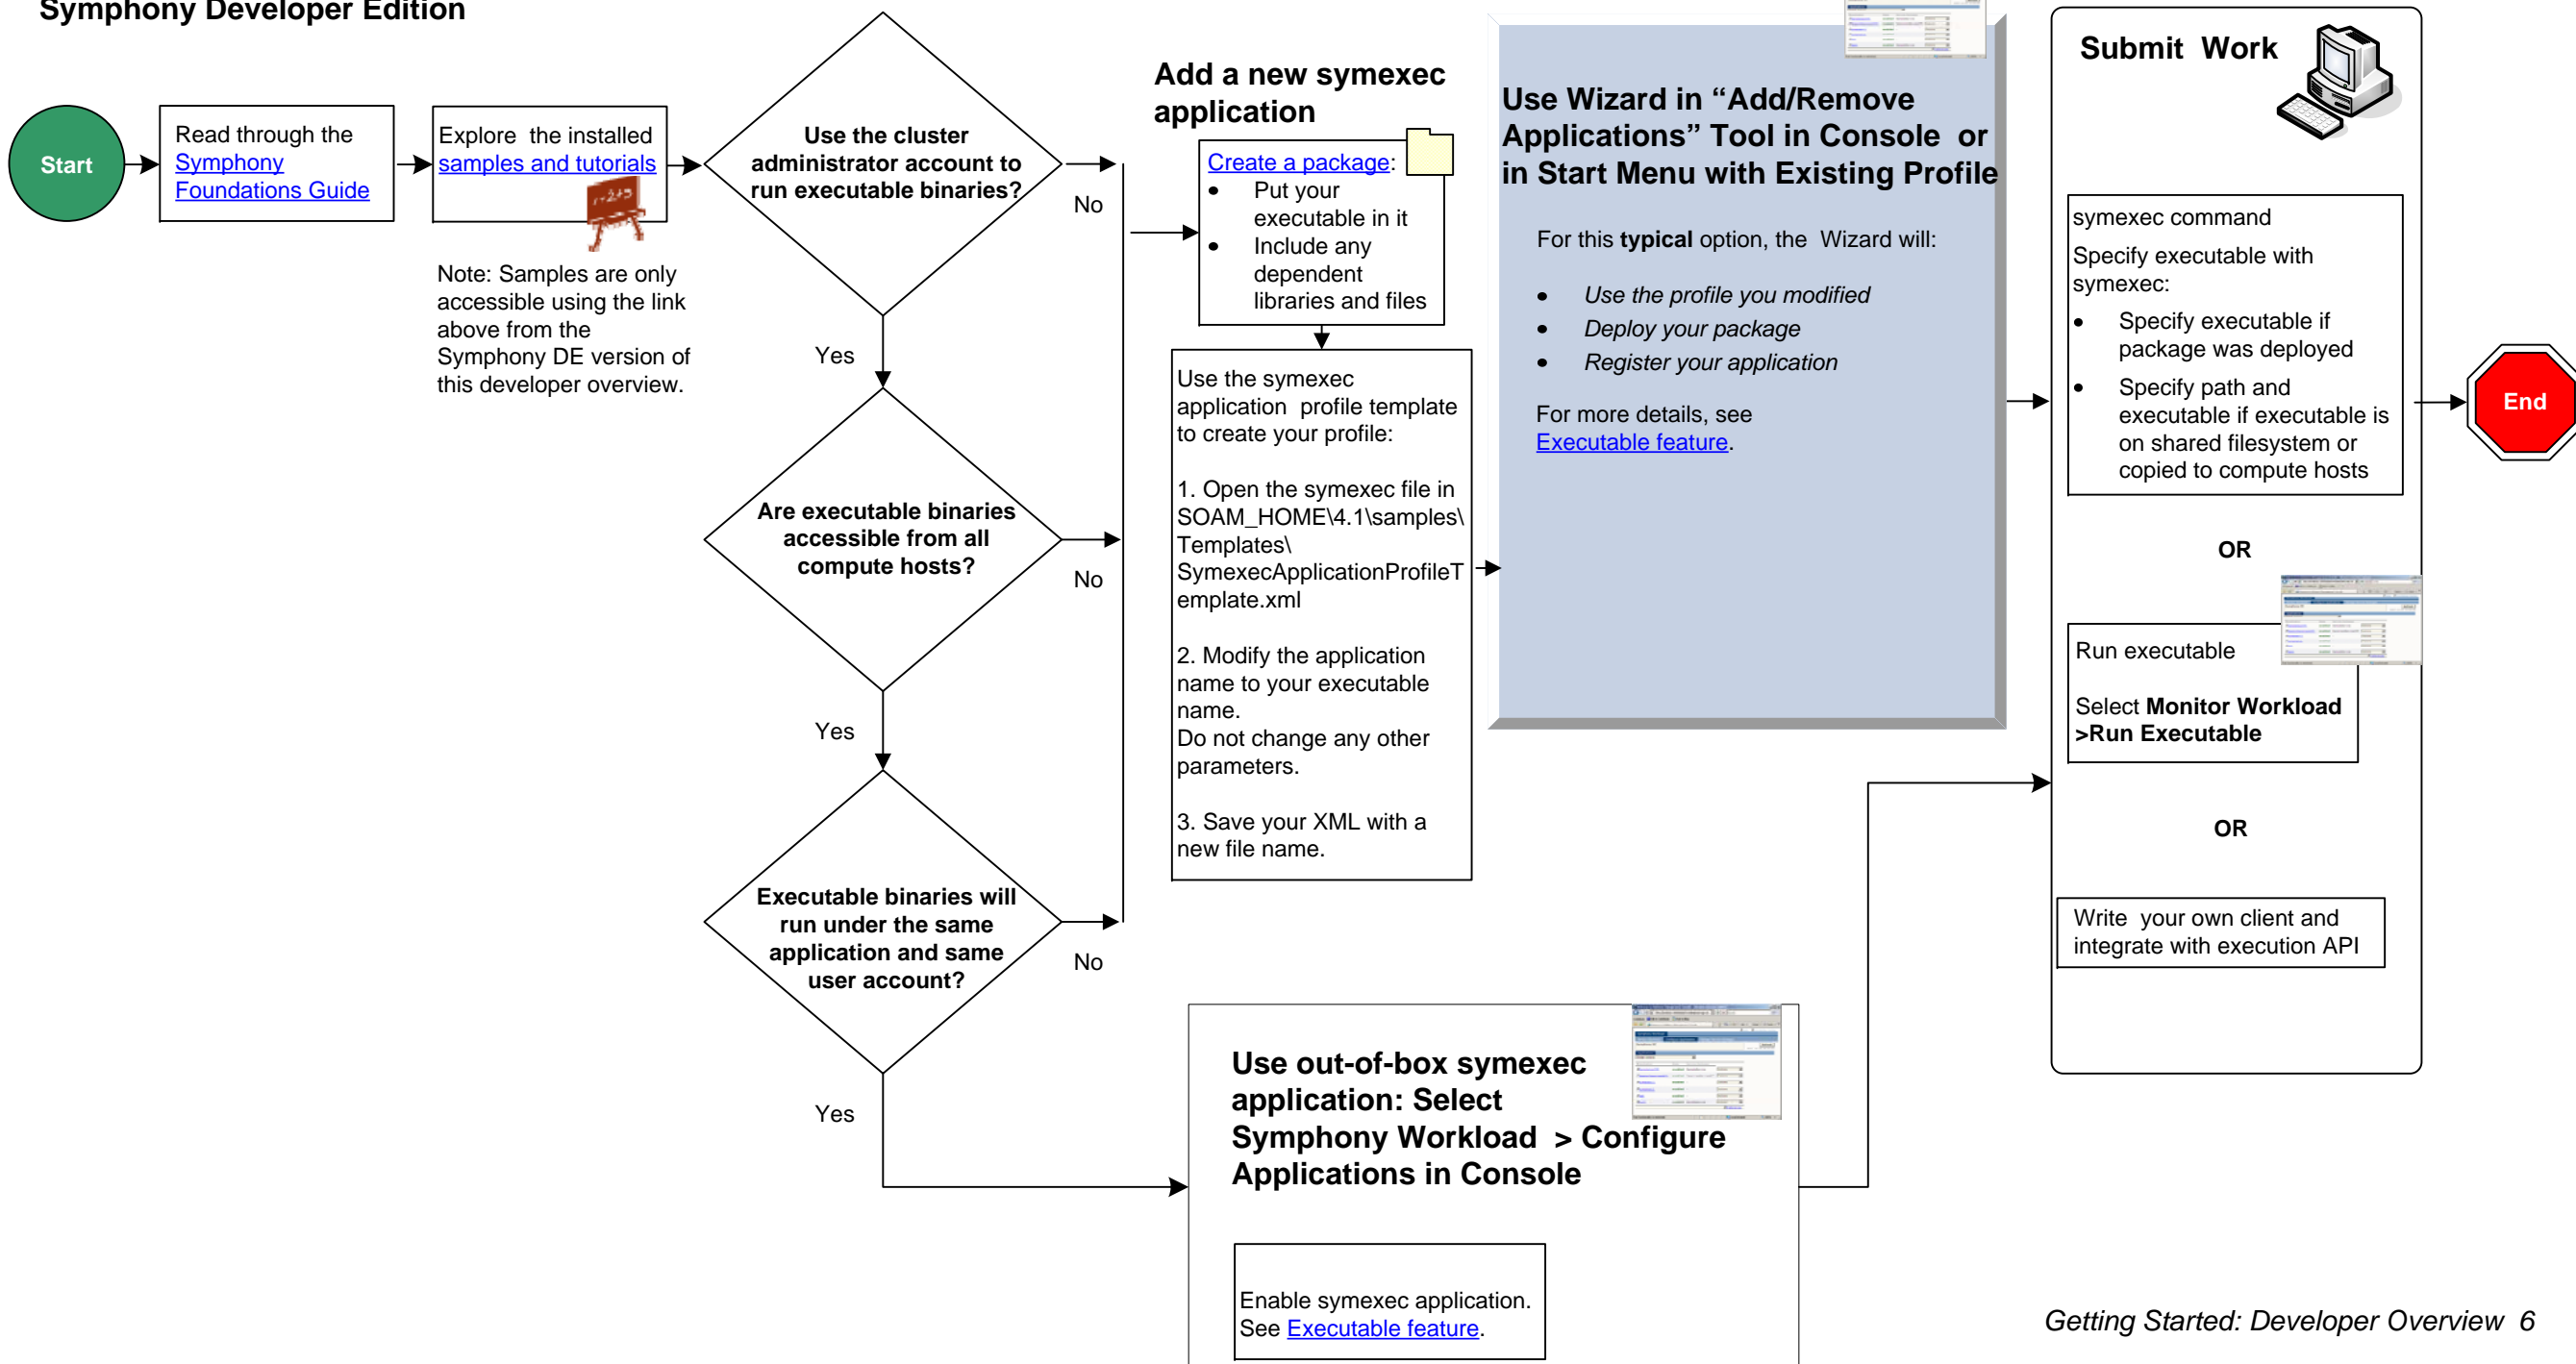 Symphony Developer Edition
Start
Read through the
Symphony
Foundations Guide
Explore the installed
samples and tutorials
Note: Samples are only
accessible using the link
above from the
Symphony DE version of
this developer overview.
Use the cluster
administrator account to
run executable binaries?
No
Yes
Are executable binaries
accessible from all
compute hosts?
No
Yes
Executable binaries will
run under the same
application and same
user account?
No
Yes
Add a new symexec
application
Create a package:
• Put your
executable in it
• Include any
dependent
libraries and files
Use the symexec
application profile template
to create your profile:
1. Open the symexec file in
SOAM_HOME\4.1\samples\
Templates\
SymexecApplicationProfileT
emplate.xml
2. Modify the application
name to your executable
name.
Do not change any other
parameters.
3. Save your XML with a
new file name.
Use Wizard in “Add/Remove
Applications” Tool in Console or
in Start Menu with Existing Profile
For this typical option, the Wizard will:
• Use the profile you modified
• Deploy your package
• Register your application
For more details, see
Executable feature.
Use out-of-box symexec
application: Select
Symphony Workload > Configure
Applications in Console
Enable symexec application.
See Executable feature.
Submit Work
symexec command
Specify executable with
symexec:
• Specify executable if
package was deployed
• Specify path and
executable if executable is
on shared filesystem or
copied to compute hosts
OR
Run executable
Select Monitor Workload
>Run Executable
OR
Write your own client and
integrate with execution API
End
Getting Started: Developer Overview 6